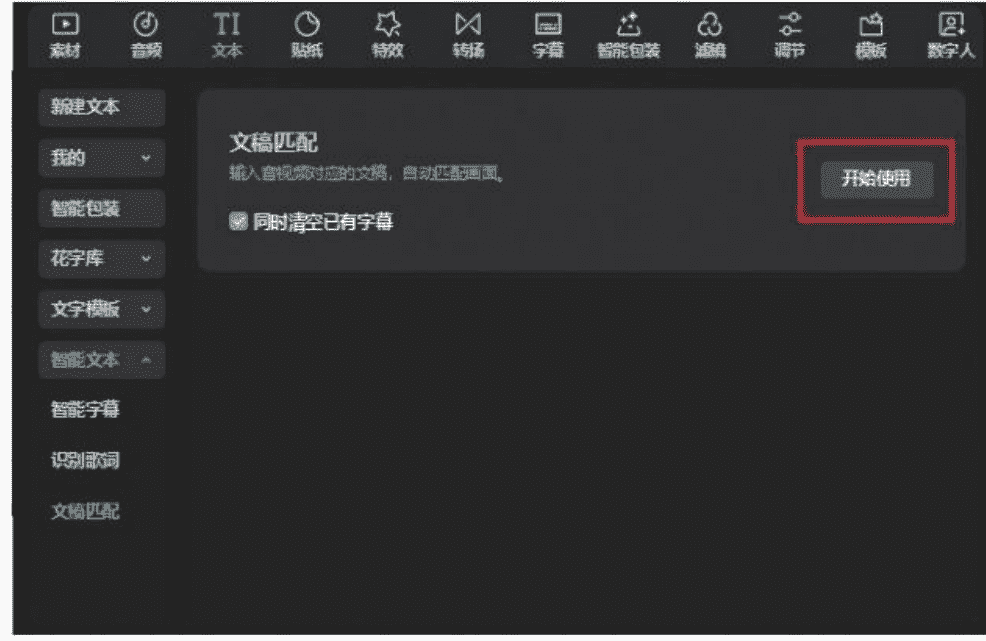 素材 音频 TI 文本 贴纸 特效 转场 字幕 智能包装 滤镜 调节 模板 数字人
新建文本
我的
智能包装
花字库
文字模板
智能文本
智能字幕
识别歌词
文稿匹配
文稿匹配
输入音视频对应的文稿，自动匹配画面。
同时清空已有字幕
开始使用